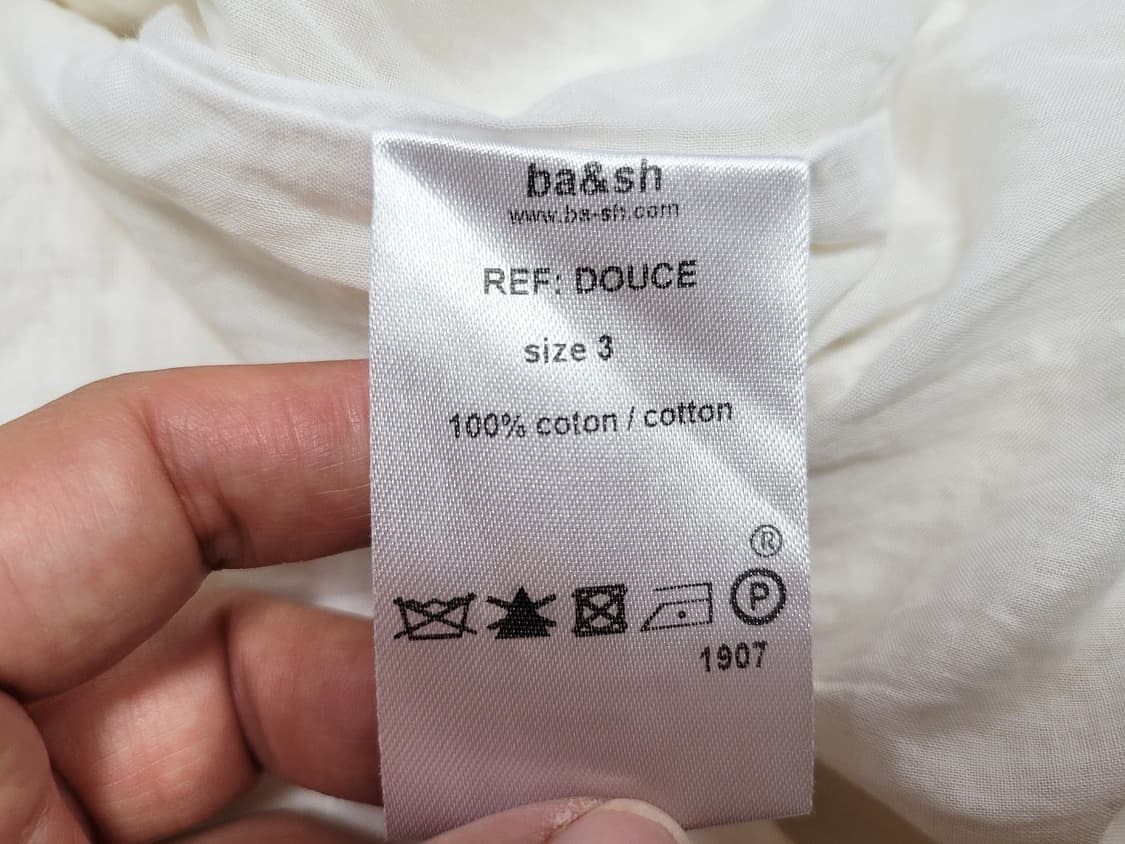 ba&sh
www.ba-sh.com
REF: DOUCE
size 3
100% coton / cotton
®
P
1907